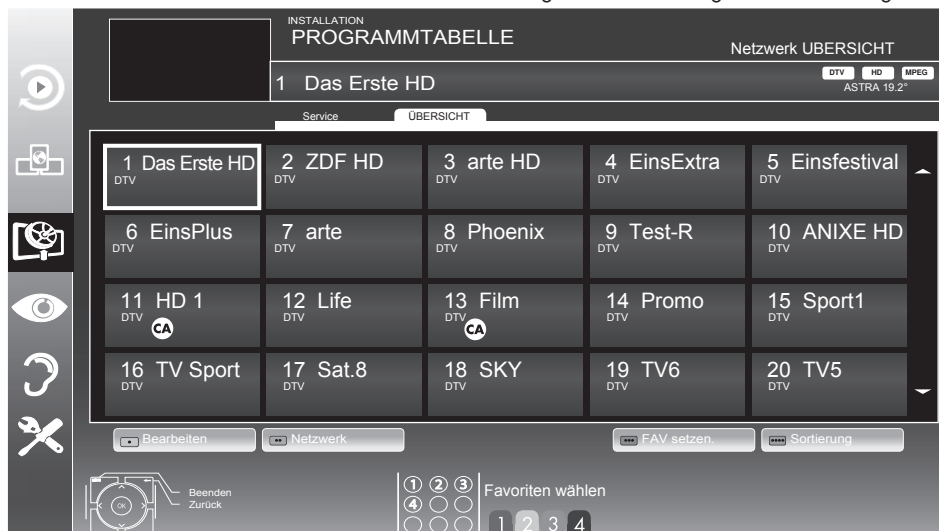 INSTALLATION
PROGRAMMTABELLE
Netzwerk UBERSICHT
1 Das Erste HD
DTV HD MPEG
ASTRA 19.2°
Service ÜBERSICHT
1 Das Erste HD
DTV
2 ZDF HD
DTV
3 arte HD
DTV
4 EinsExtra
DTV
5 Einsfestival
DTV
6 EinsPlus
DTV
7 arte
DTV
8 Phoenix
DTV
9 Test-R
DTV
10 ANIXE HD
DTV
11 HD 1
DTV
CA
12 Life
DTV
13 Film
DTV
CA
14 Promo
DTV
15 Sport1
DTV
16 TV Sport
DTV
17 Sat.8
DTV
18 SKY
DTV
19 TV6
DTV
20 TV5
DTV
Bearbeiten
Netzwerk
FAV setzen.
Sortierung
Beenden
Zurück
OK
1 2 3
4
Favoriten wählen
1 2 3 4